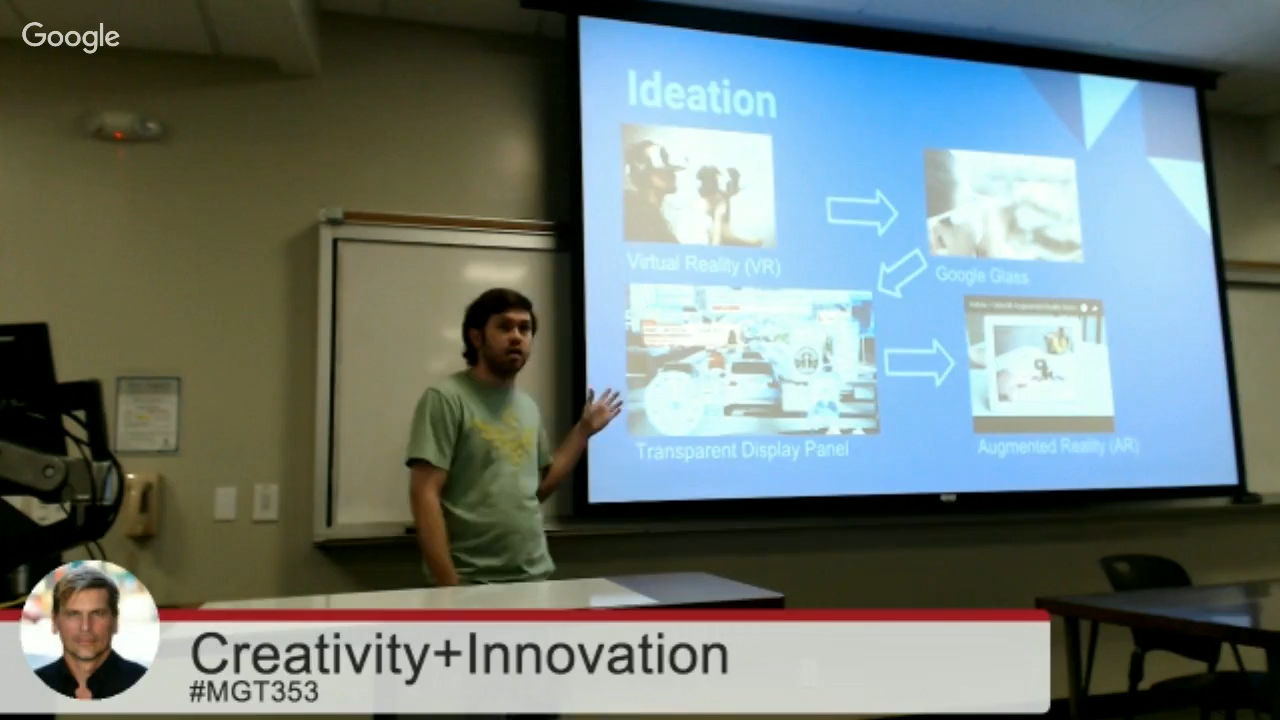 Google
Ideation
Virtual Reality (VR)
Google Glass
Transparent Display Panel
Augmented Reality (AR)
Creativity+Innovation
#MGT353